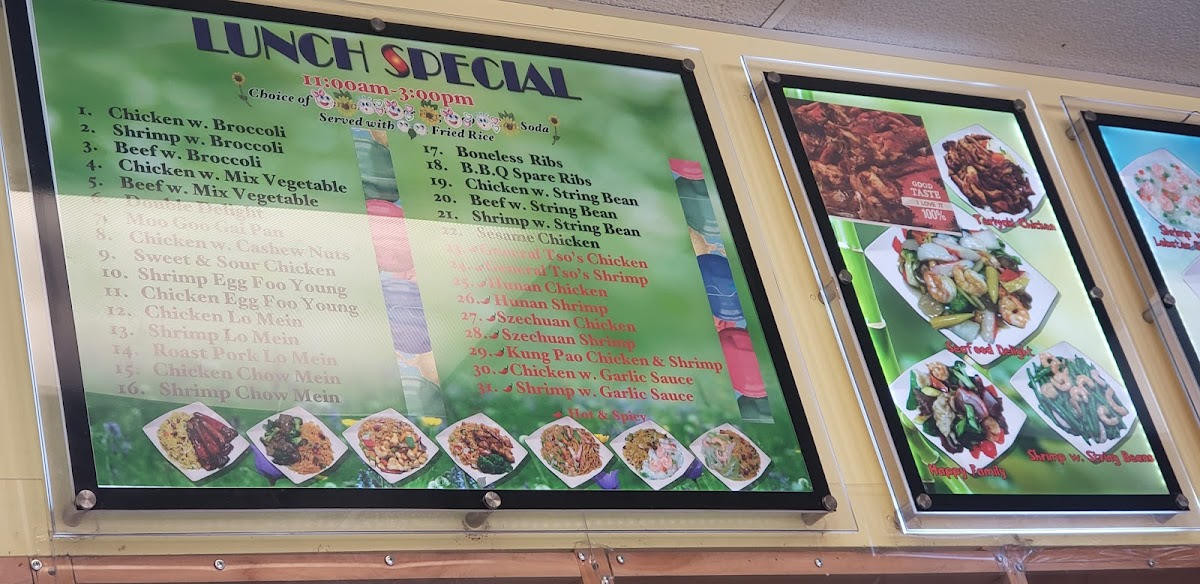 LUNCH SPECIAL
11:00am-3:00pm
Choice of Soda
Served with Fried Rice
1. Chicken w. Broccoli
2. Shrimp w. Broccoli
3. Beef w. Broccoli
4. Chicken w. Mix Vegetable
5. Beef w. Mix Vegetable
6. Double Delight
7. Moo Goo Gai Pan
8. Chicken w. Cashew Nuts
9. Sweet & Sour Chicken
10. Shrimp Egg Foo Young
11. Chicken Egg Foo Young
12. Chicken Lo Mein
13. Shrimp Lo Mein
14. Roast Pork Lo Mein
15. Chicken Chow Mein
16. Shrimp Chow Mein
17. Boneless Ribs
18. B.B.Q Spare Ribs
19. Chicken w. String Bean
20. Beef w. String Bean
21. Shrimp w. String Bean
22. Sesame Chicken
23. General Tso's Chicken
24. General Tso's Shrimp
25. Hunan Chicken
26. Hunan Shrimp
27. Szechuan Chicken
28. Szechuan Shrimp
29. Kung Pao Chicken & Shrimp
30. Chicken w. Garlic Sauce
31. Shrimp w. Garlic Sauce
Hot & Spicy
GOOD
TASTE
I LOVE IT
100%
Teriyaki Chicken
Seafood Delight
Happy Family
Shrimp w. String Beans
Shrimp w.
Lobster